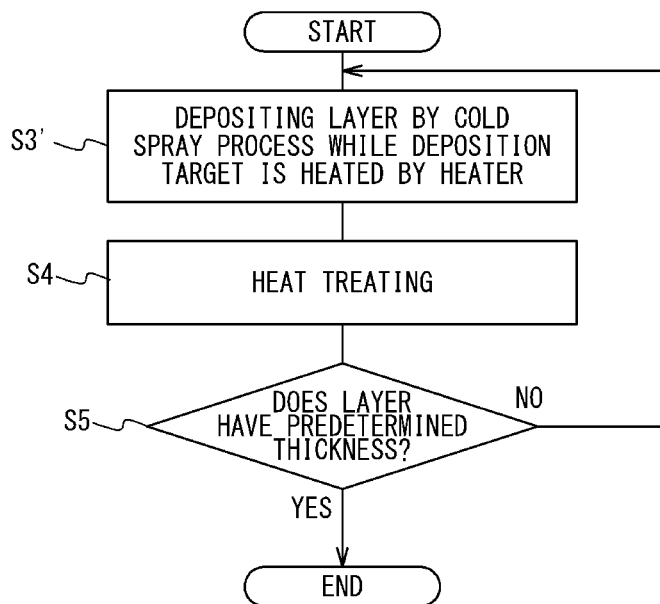 START
S3'
DEPOSITING LAYER BY COLD
SPRAY PROCESS WHILE DEPOSITION
TARGET IS HEATED BY HEATER
S4
HEAT TREATING
S5
DOES LAYER
HAVE PREDETERMINED
THICKNESS?
NO
YES
END